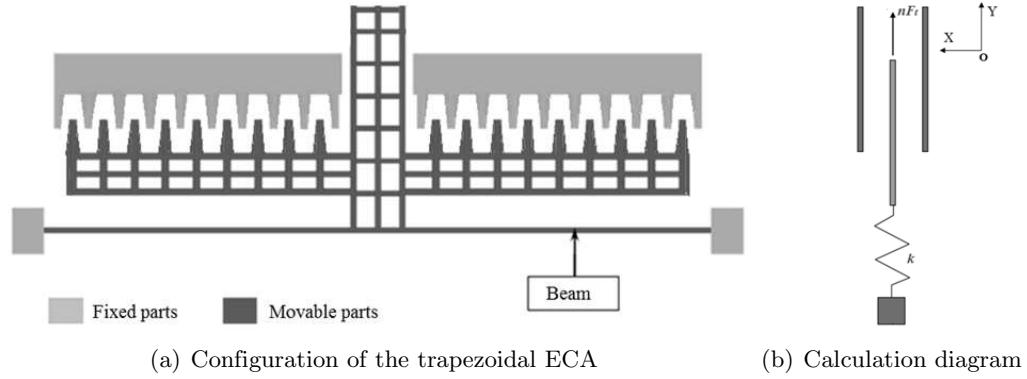 nFₜ
Y
X
O
k
Beam
Fixed parts
Movable parts
(a) Configuration of the trapezoidal ECA
(b) Calculation diagram